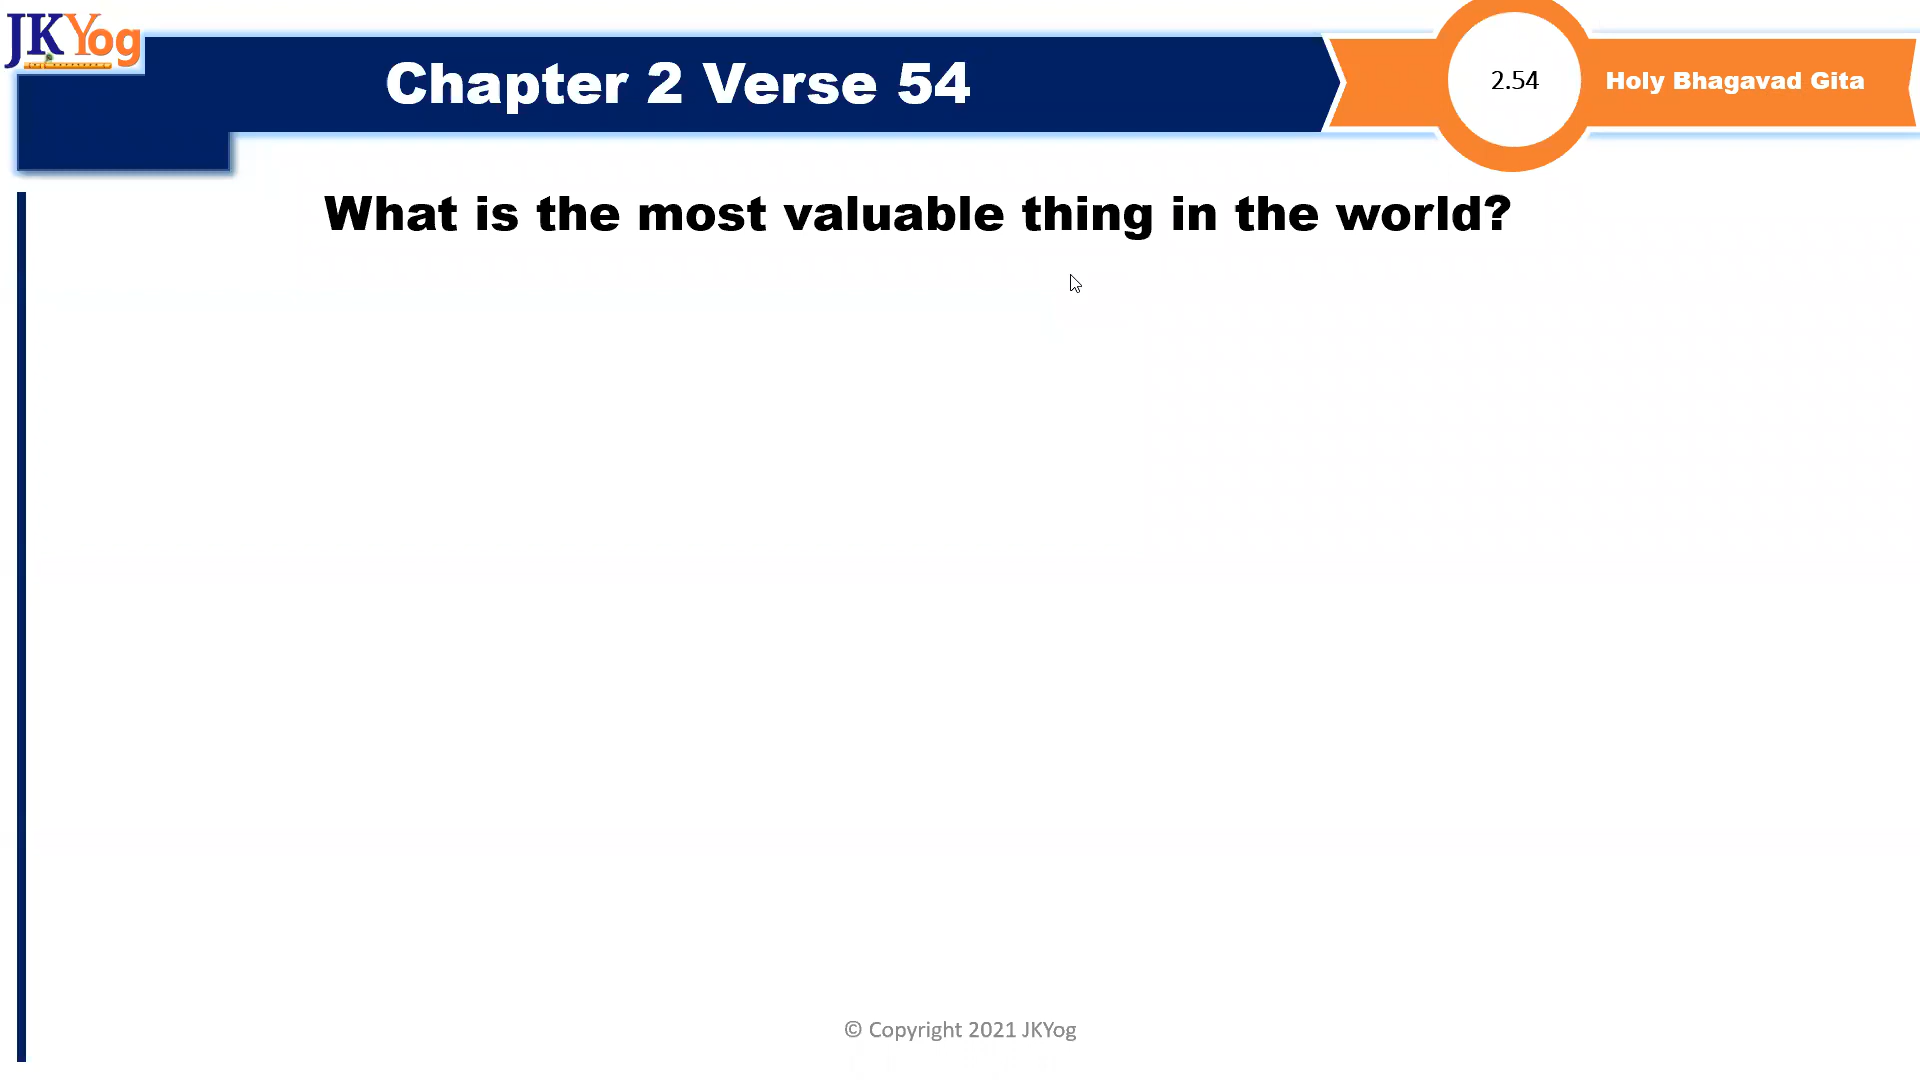 JKYog
Chapter 2 Verse 54
2.54
Holy Bhagavad Gita
What is the most valuable thing in the world?
© Copyright 2021 JKYog